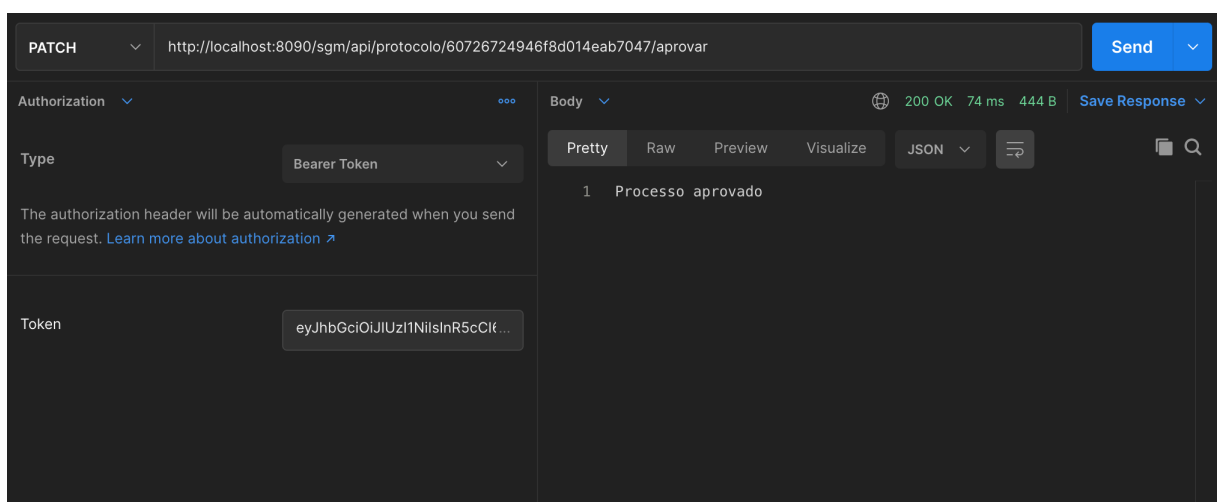 PATCH
http://localhost:8090/sgm/api/protocolo/60726724946f8d014eab7047/aprovar
Send
Authorization
Body
200 OK 74 ms 444 B
Save Response
Type
Bearer Token
Pretty Raw Preview Visualize JSON
The authorization header will be automatically generated when you send
the request. Learn more about authorization ↗
1 Processo aprovado
Token
eyJhbGciOiJIUzI1NiIsInR5cCI6...